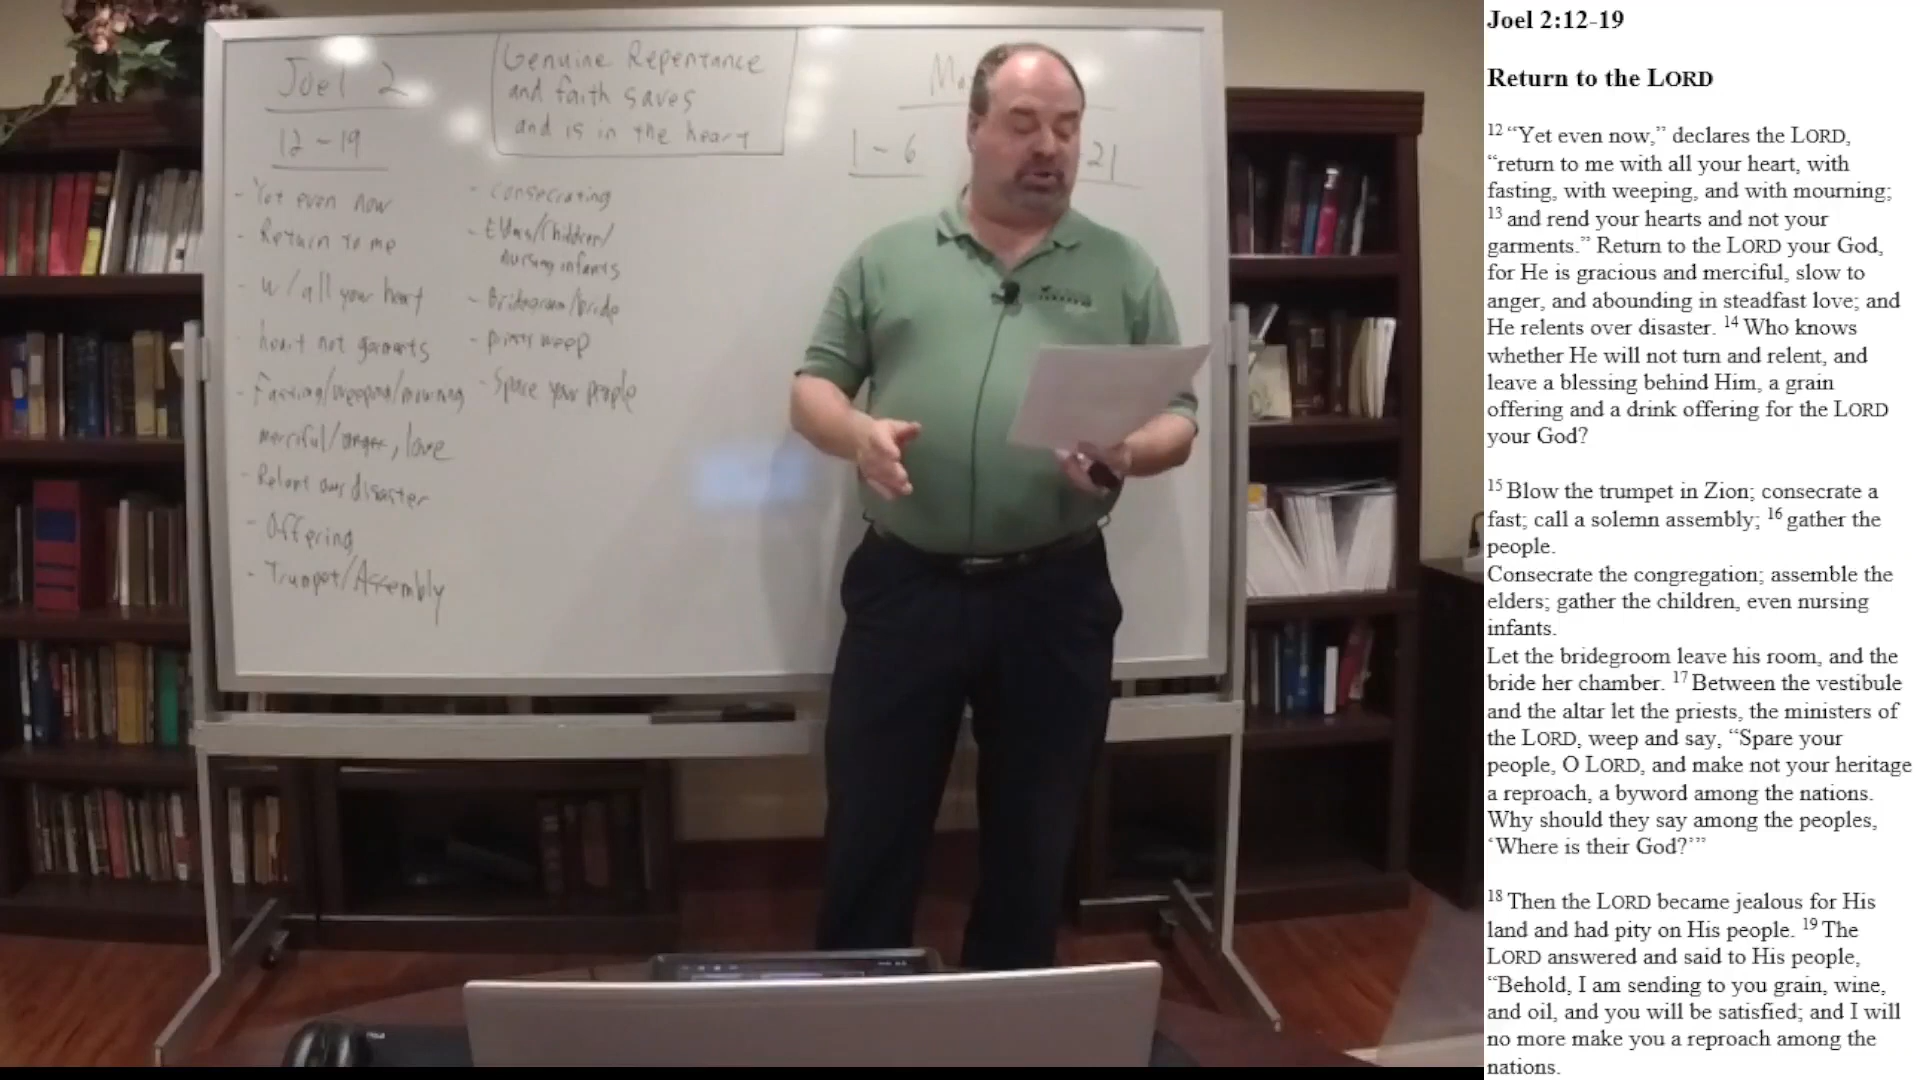 Joel 2
12-19
- Yet even now
- Return to me
- w/all your heart
heart not garments
- Fasting/weeping/mourning
merciful/anger, love
- Relent over disaster
- Offering
- Trumpet/Assembly
Genuine Repentance
and faith saves
and is in the heart
- consecrating
- Elders/Children/
nursing infants
- Bridegroom/bride
- priests weep
- Spare your people
1-6
21
Joel 2:12-19
Return to the LORD
12 “Yet even now,” declares the LORD,
“return to me with all your heart, with
fasting, with weeping, and with mourning;
13 and rend your hearts and not your
garments.” Return to the LORD your God,
for He is gracious and merciful, slow to
anger, and abounding in steadfast love; and
He relents over disaster. 14 Who knows
whether He will not turn and relent, and
leave a blessing behind Him, a grain
offering and a drink offering for the LORD
your God?
15 Blow the trumpet in Zion; consecrate a
fast; call a solemn assembly; 16 gather the
people.
Consecrate the congregation; assemble the
elders; gather the children, even nursing
infants.
Let the bridegroom leave his room, and the
bride her chamber. 17 Between the vestibule
and the altar let the priests, the ministers of
the LORD, weep and say, “Spare your
people, O LORD, and make not your heritage
a reproach, a byword among the nations.
Why should they say among the peoples,
‘Where is their God?’”
18 Then the LORD became jealous for His
land and had pity on His people. 19 The
LORD answered and said to His people,
“Behold, I am sending to you grain, wine,
and oil, and you will be satisfied; and I will
no more make you a reproach among the
nations.